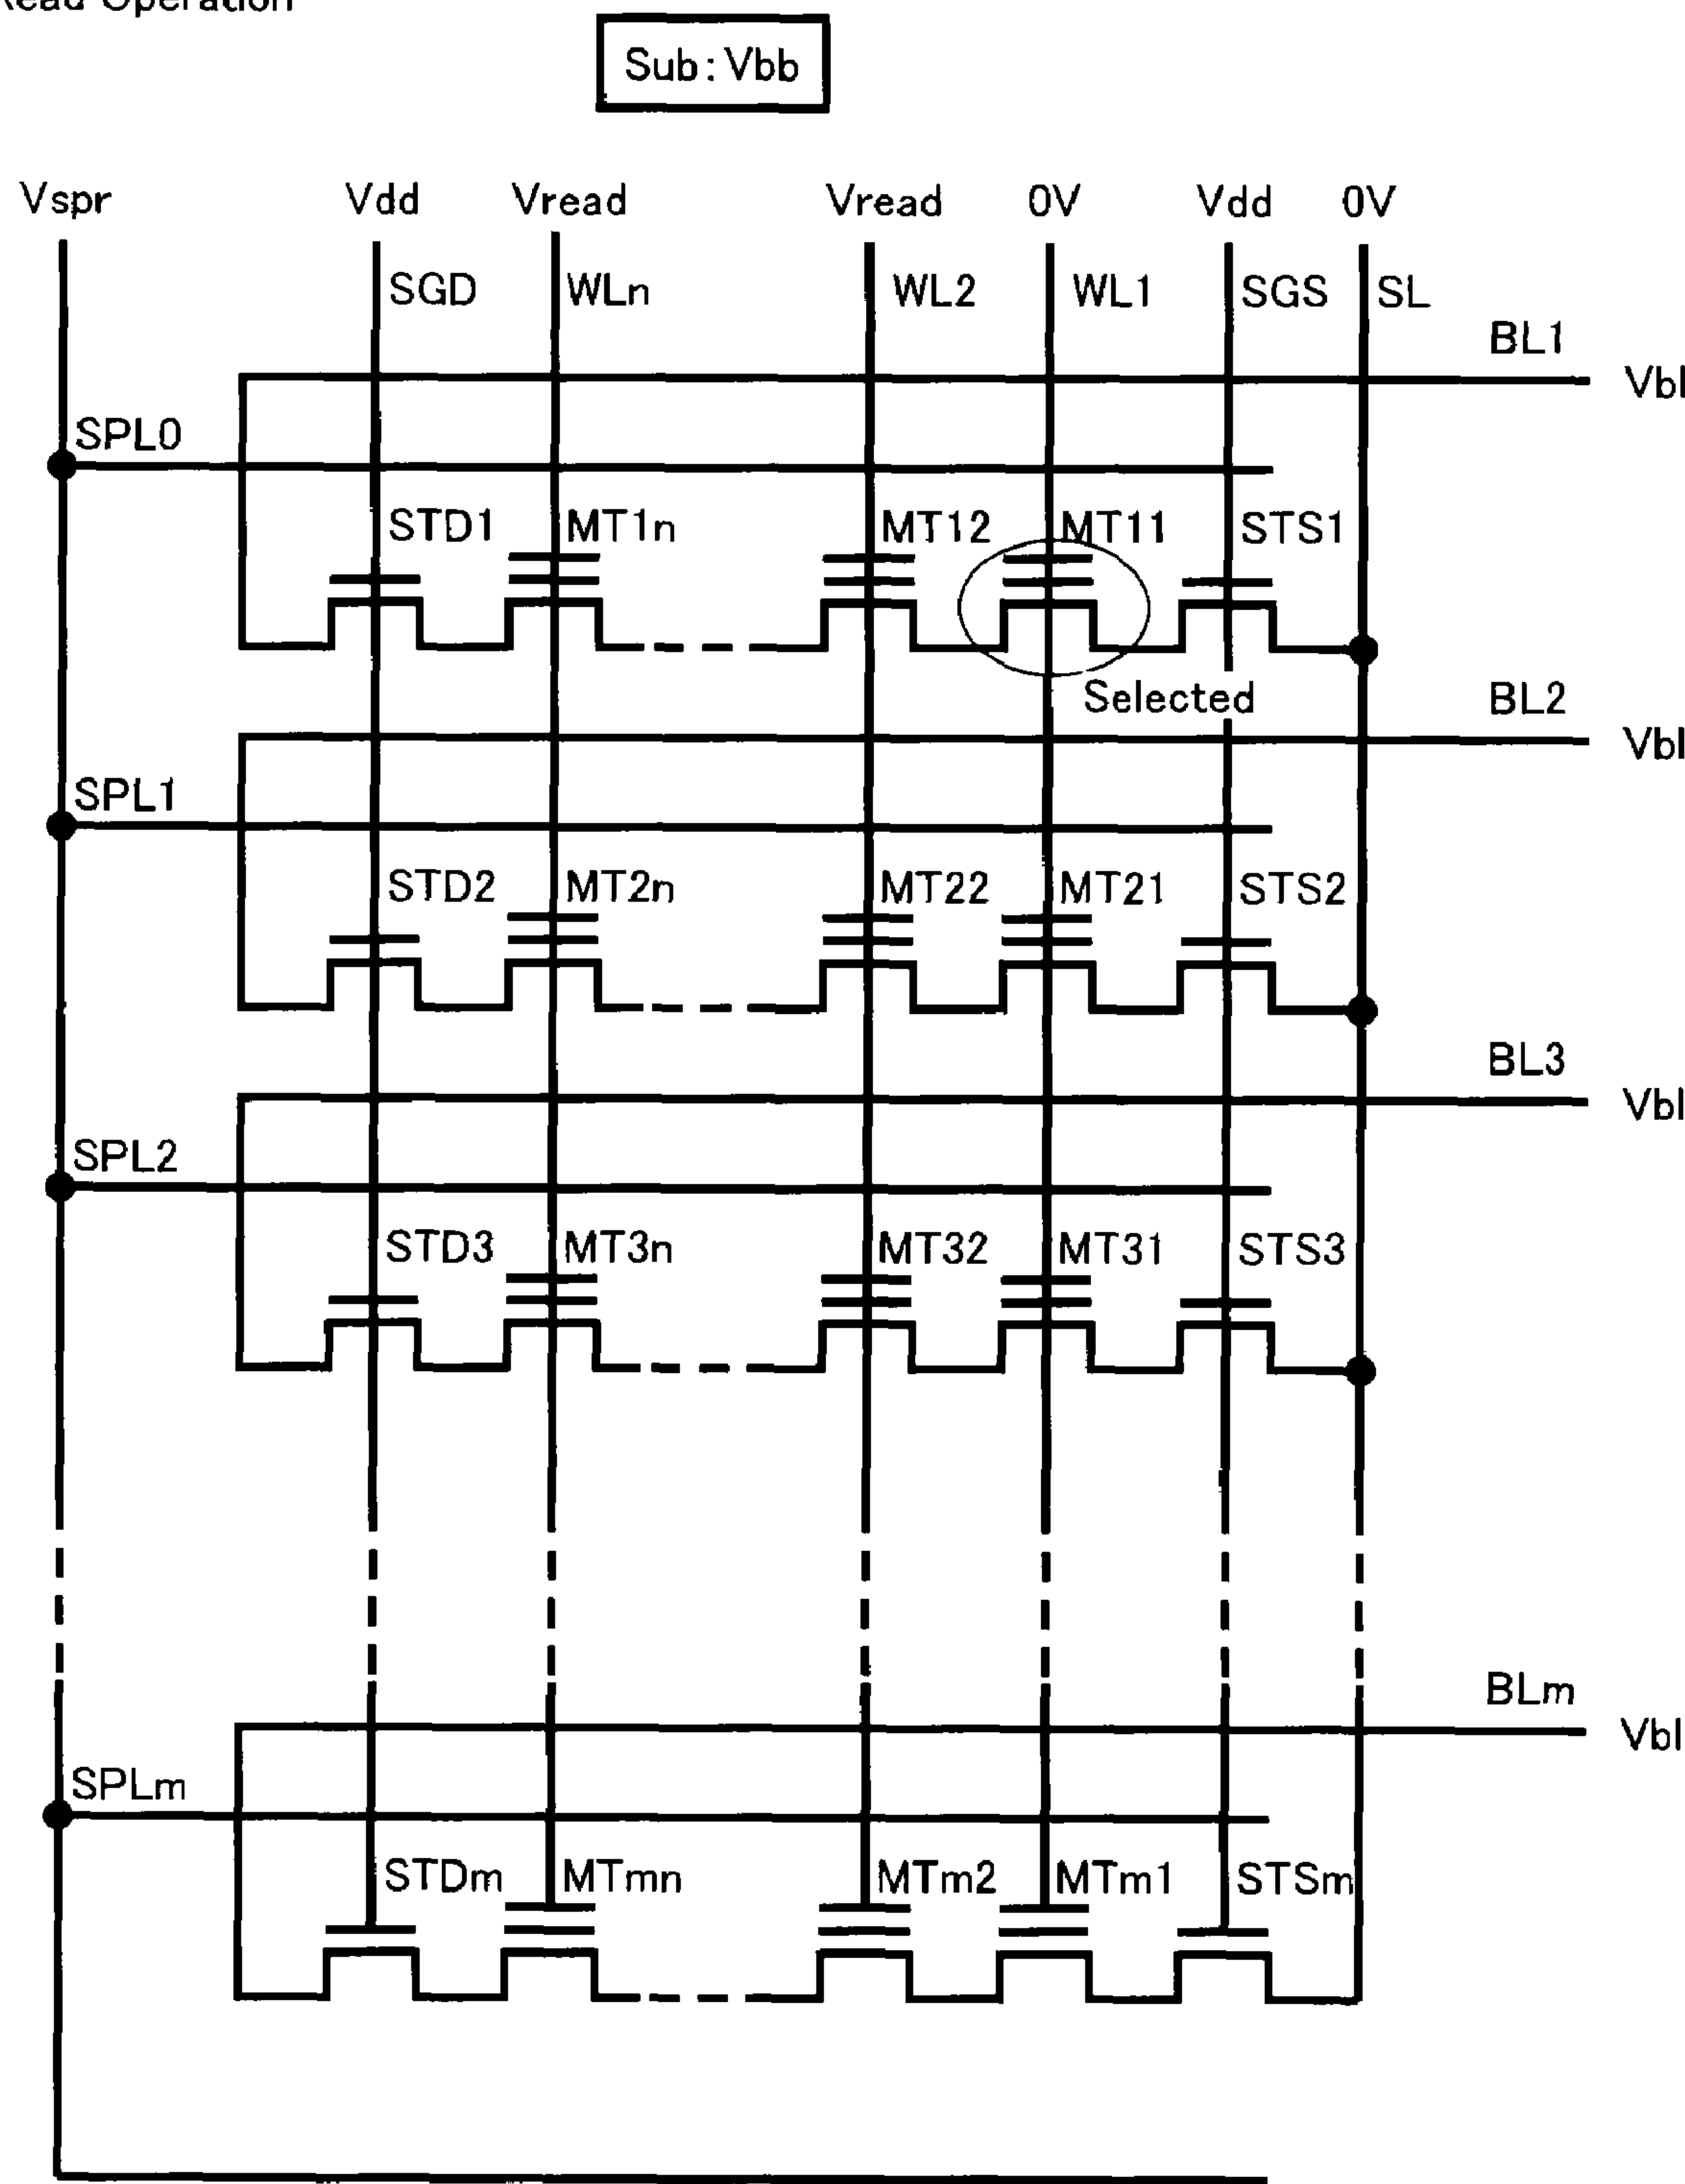 Read Operation
Sub: Vbb
Vspr Vdd Vread Vread 0V Vdd 0V
SGD WLn WL2 WL1 SGS SL
BL1
Vbl
SPL0
STD1 MT1n MT12 MT11 STS1
Selected
BL2
Vbl
SPL1
STD2 MT2n MT22 MT21 STS2
BL3
Vbl
SPL2
STD3 MT3n MT32 MT31 STS3
BLm
Vbl
SPLm
STDm MTmn MTm2 MTm1 STSm